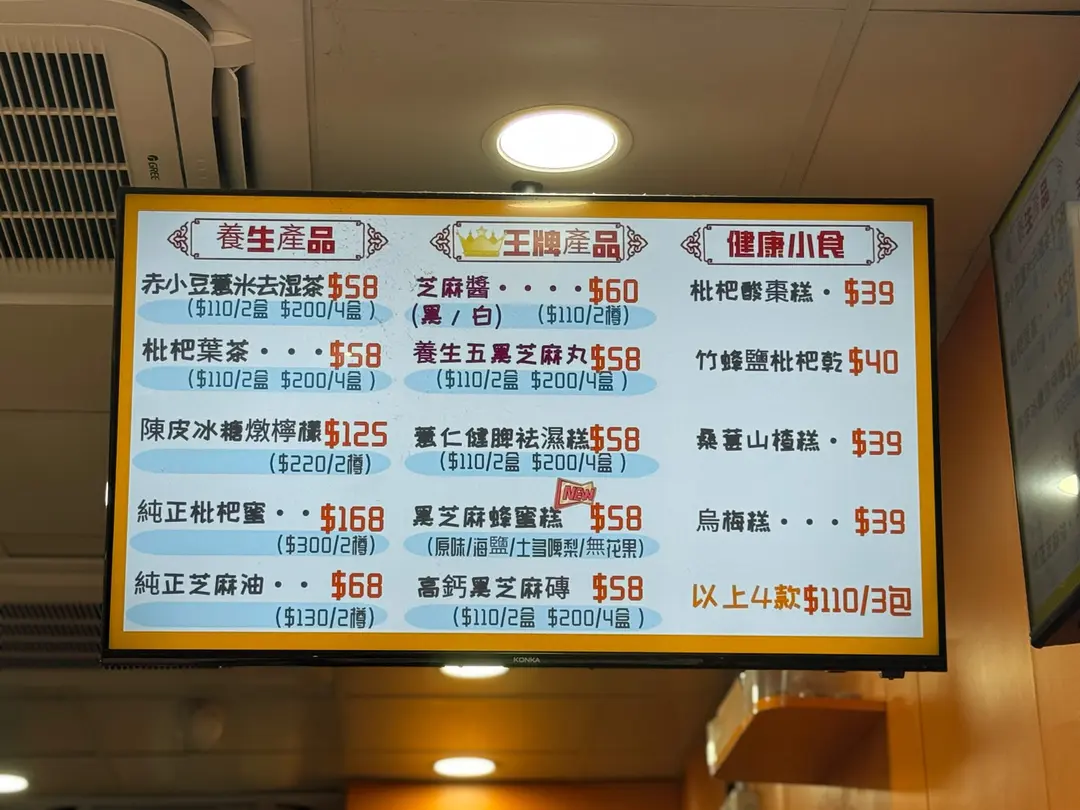 養生產品
赤小豆薏米去湿茶$58
($110/2盒 $200/4盒)
枇杷葉茶・・・$58
($110/2盒 $200/4盒)
陳皮冰糖燉檸檬$125
($220/2樽)
純正枇杷蜜・・$168
($300/2樽)
純正芝麻油・・$68
($130/2樽)
王牌產品
芝麻醬・・・・$60
(黑/白) ($110/2樽)
養生五黑芝麻丸$58
($110/2盒 $200/4盒)
薏仁健脾祛濕糕$58
($110/2盒 $200/4盒)
NEW
黑芝麻蜂蜜糕 $58
(原味/海鹽/士多啤梨/無花果)
高鈣黑芝麻磚 $58
($110/2盒 $200/4盒)
健康小食
枇杷酸棗糕・$39
竹蜂鹽枇杷乾$40
桑葚山楂糕・$39
烏梅糕・・・$39
以上4款$110/3包
KONKA
GREE